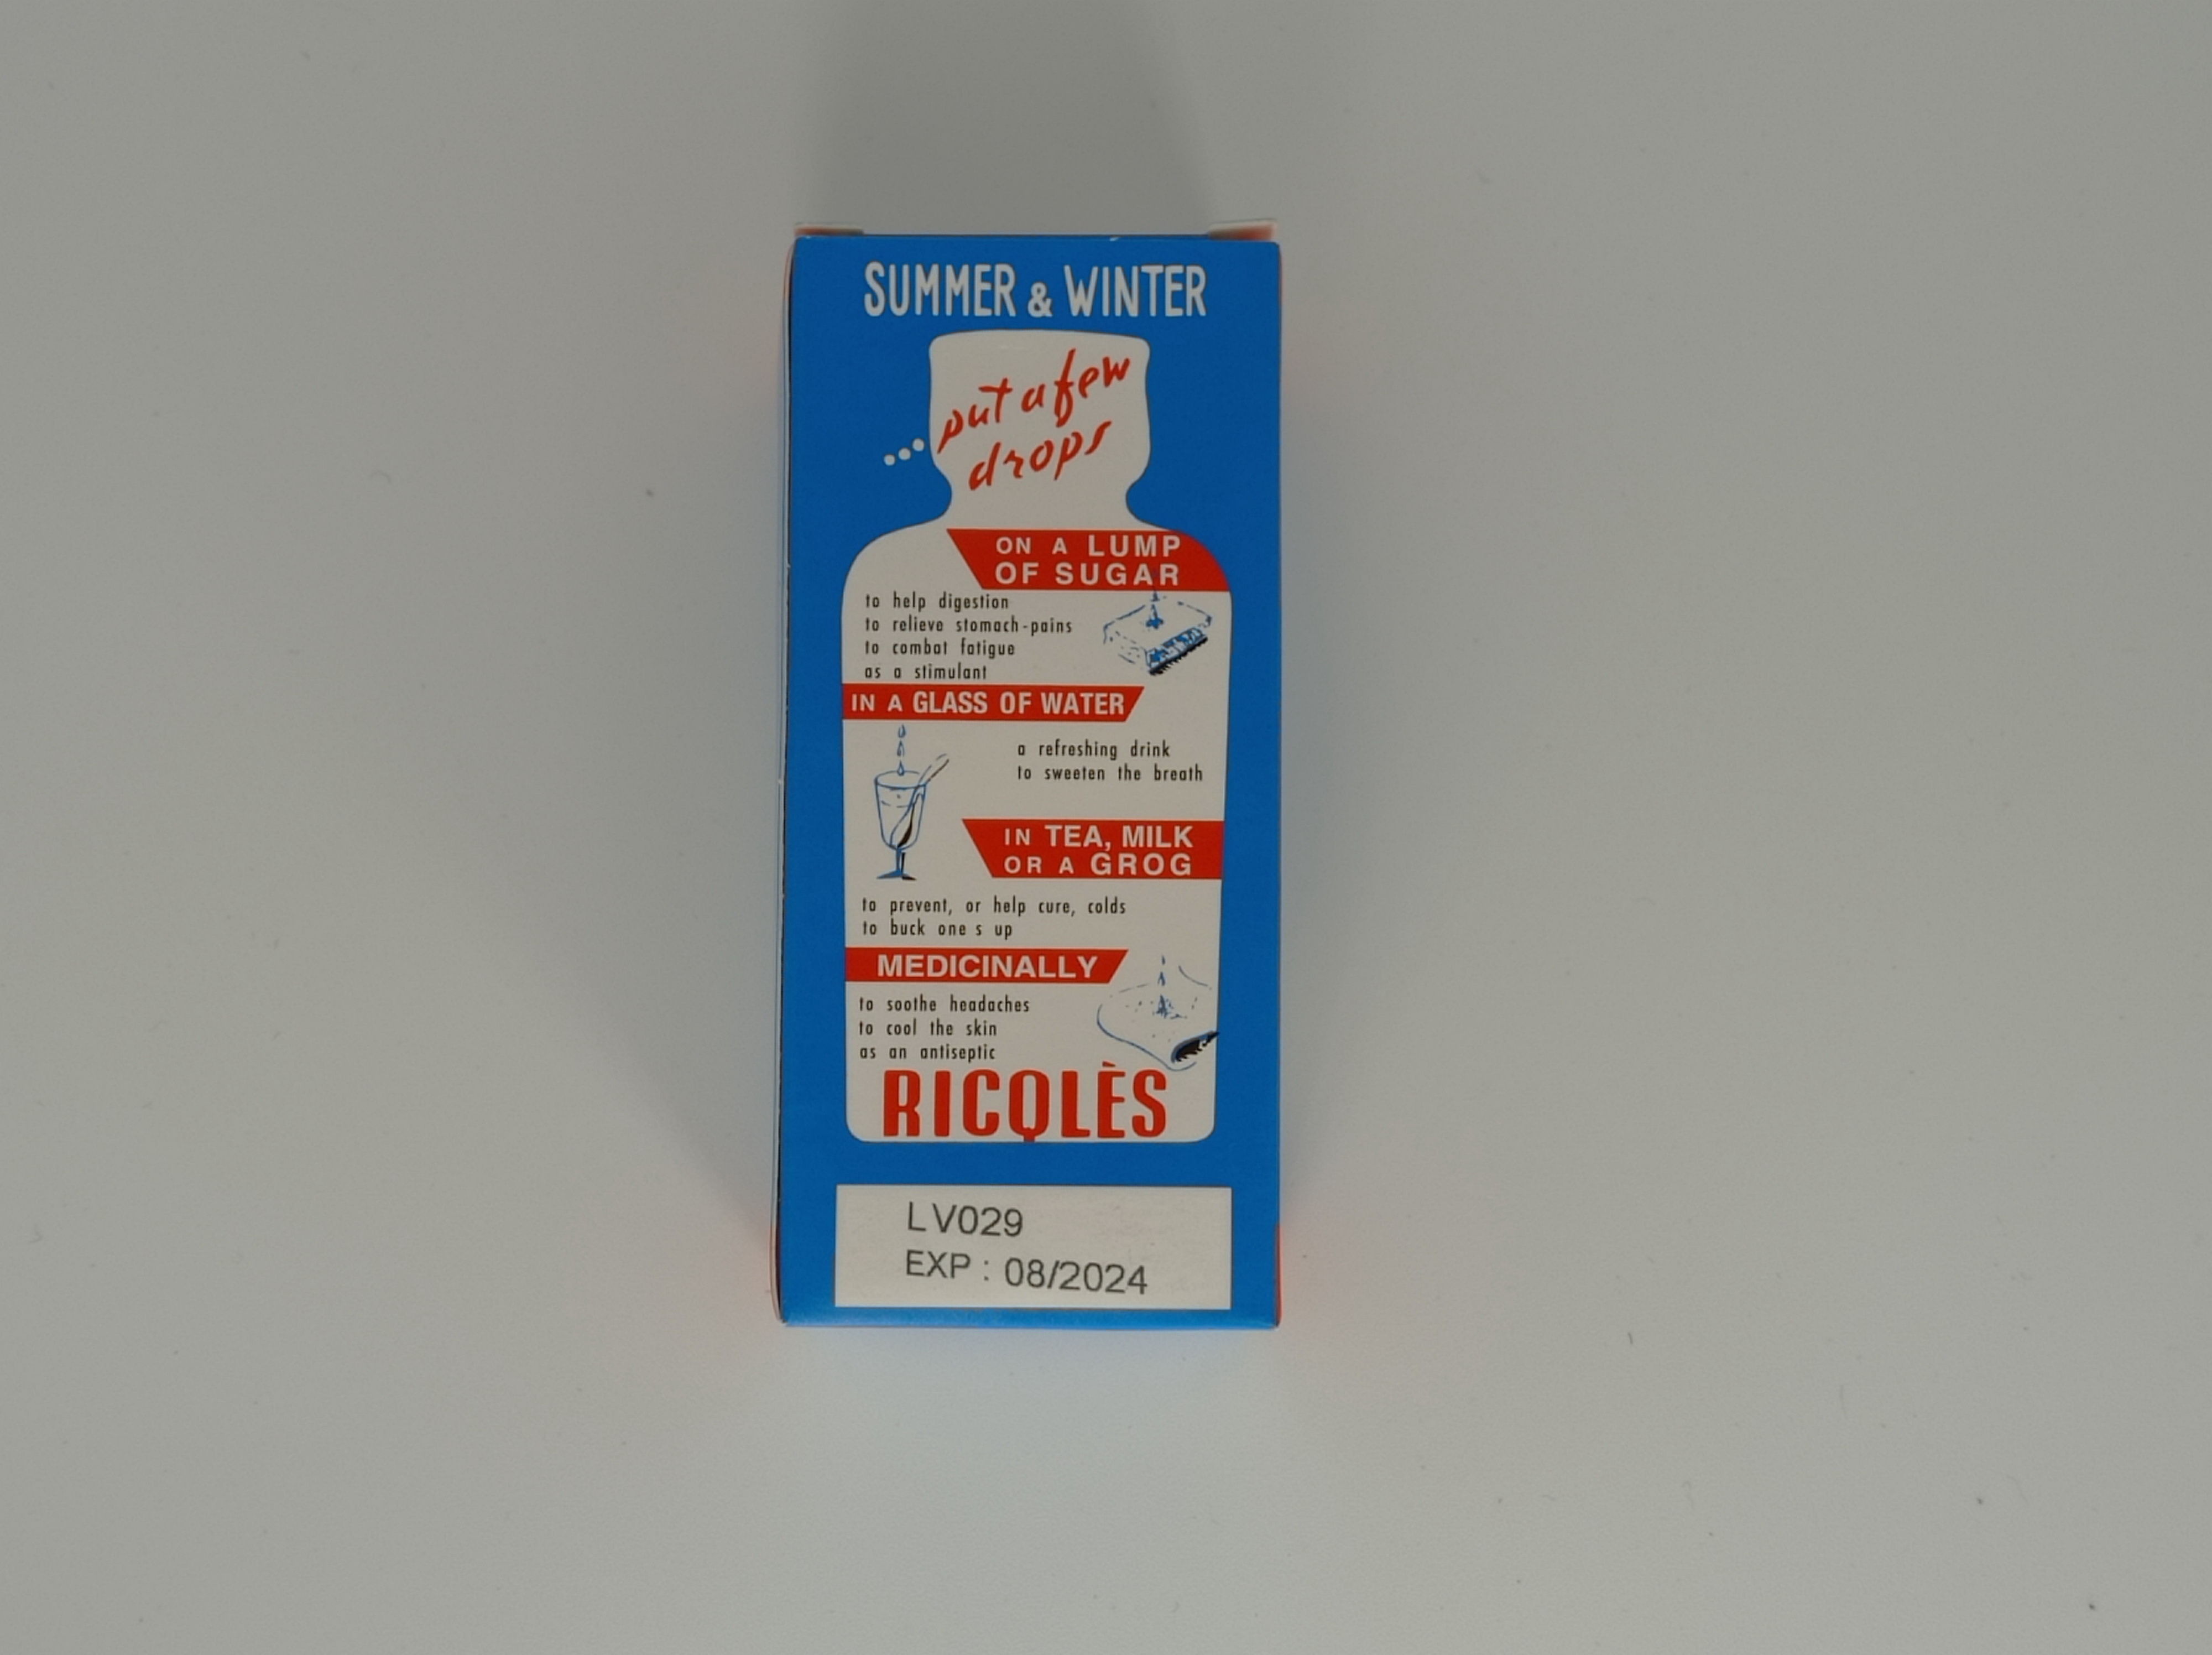 SUMMER & WINTER
...put a few
drops
ON A LUMP
OF SUGAR
to help digestion
to relieve stomach-pains
to combat fatigue
as a stimulant
IN A GLASS OF WATER
a refreshing drink
to sweeten the breath
IN TEA, MILK
OR A GROG
to prevent, or help cure, colds
to buck one s up
MEDICINALLY
to soothe headaches
to cool the skin
as an antiseptic
RICQLÈS
LV029
EXP : 08/2024